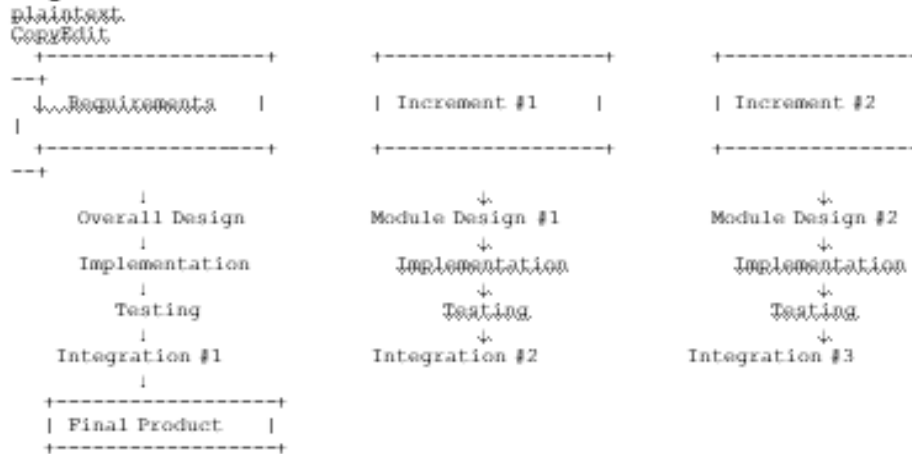 plaintext
CopyEdit
+------------------+ +------------------+ +----------------
--+
| Requirements | | Increment #1 | | Increment #2
|
+------------------+ +------------------+ +----------------
--+
↓ ↓ ↓
Overall Design Module Design #1 Module Design #2
↓ ↓ ↓
Implementation Implementation Implementation
↓ ↓ ↓
Testing Testing Testing
↓ ↓ ↓
Integration #1 Integration #2 Integration #3
↓
+------------------+
| Final Product |
+------------------+